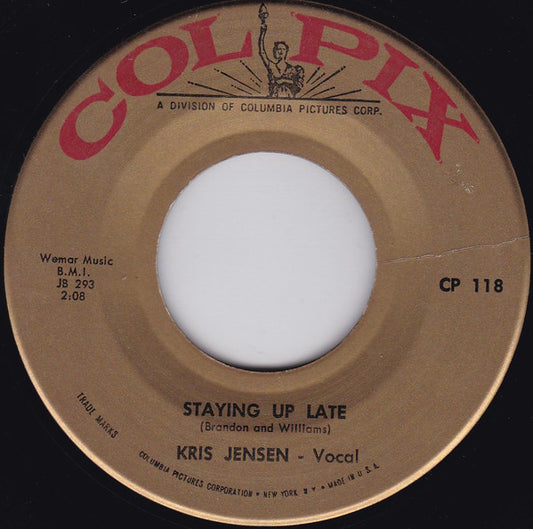 COLPIX
A DIVISION OF COLUMBIA PICTURES CORP.
Wemar Music
B.M.I.
JB 293
2:08
CP 118
STAYING UP LATE
(Brandon and Williams)
KRIS JENSEN - Vocal
TRADE MARKS
COLUMBIA PICTURES CORPORATION • NEW YORK, N.Y. • MADE IN U.S.A.